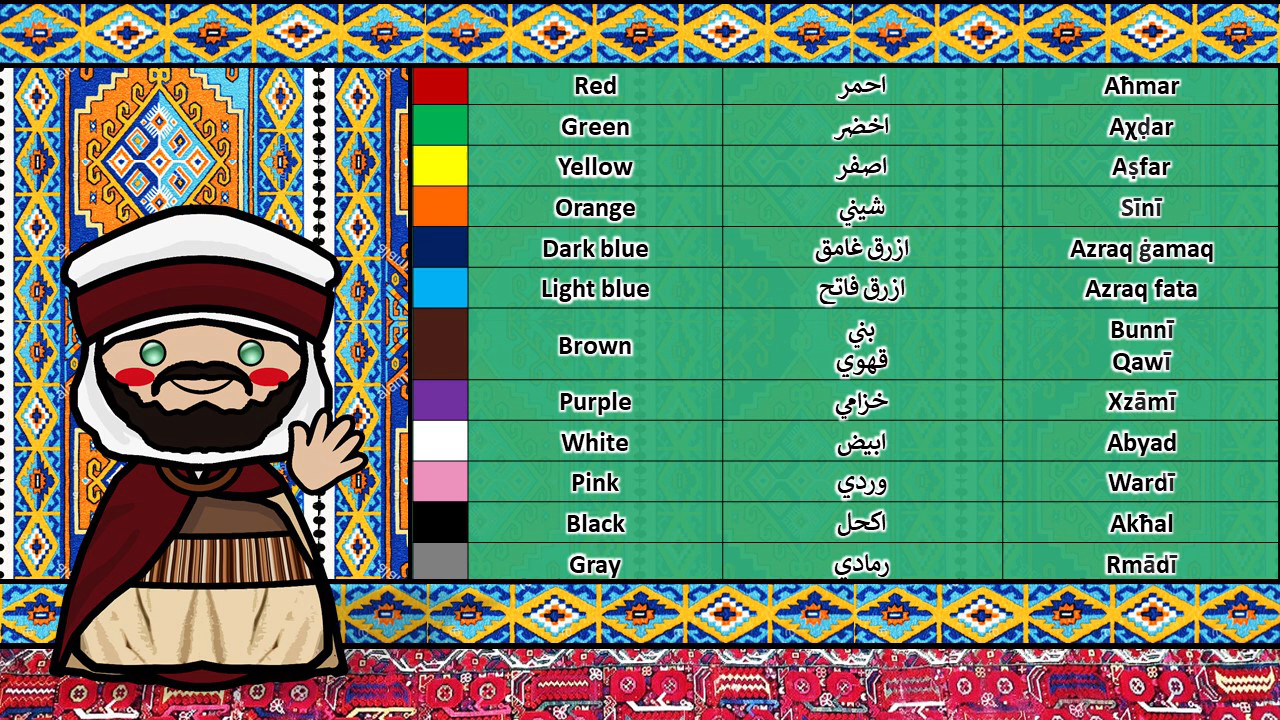 Red احمر Aħmar
Green اخضر Aχḍar
Yellow اصفر Aṣfar
Orange شيني Sīnī
Dark blue ازرق غامق Azraq ġamaq
Light blue ازرق فاتح Azraq fata
Brown بني Bunnī
قهوي Qawī
Purple خزامي Xzāmī
White ابيض Abyad
Pink وردي Wardī
Black اكحل Akħal
Gray رمادي Rmādī